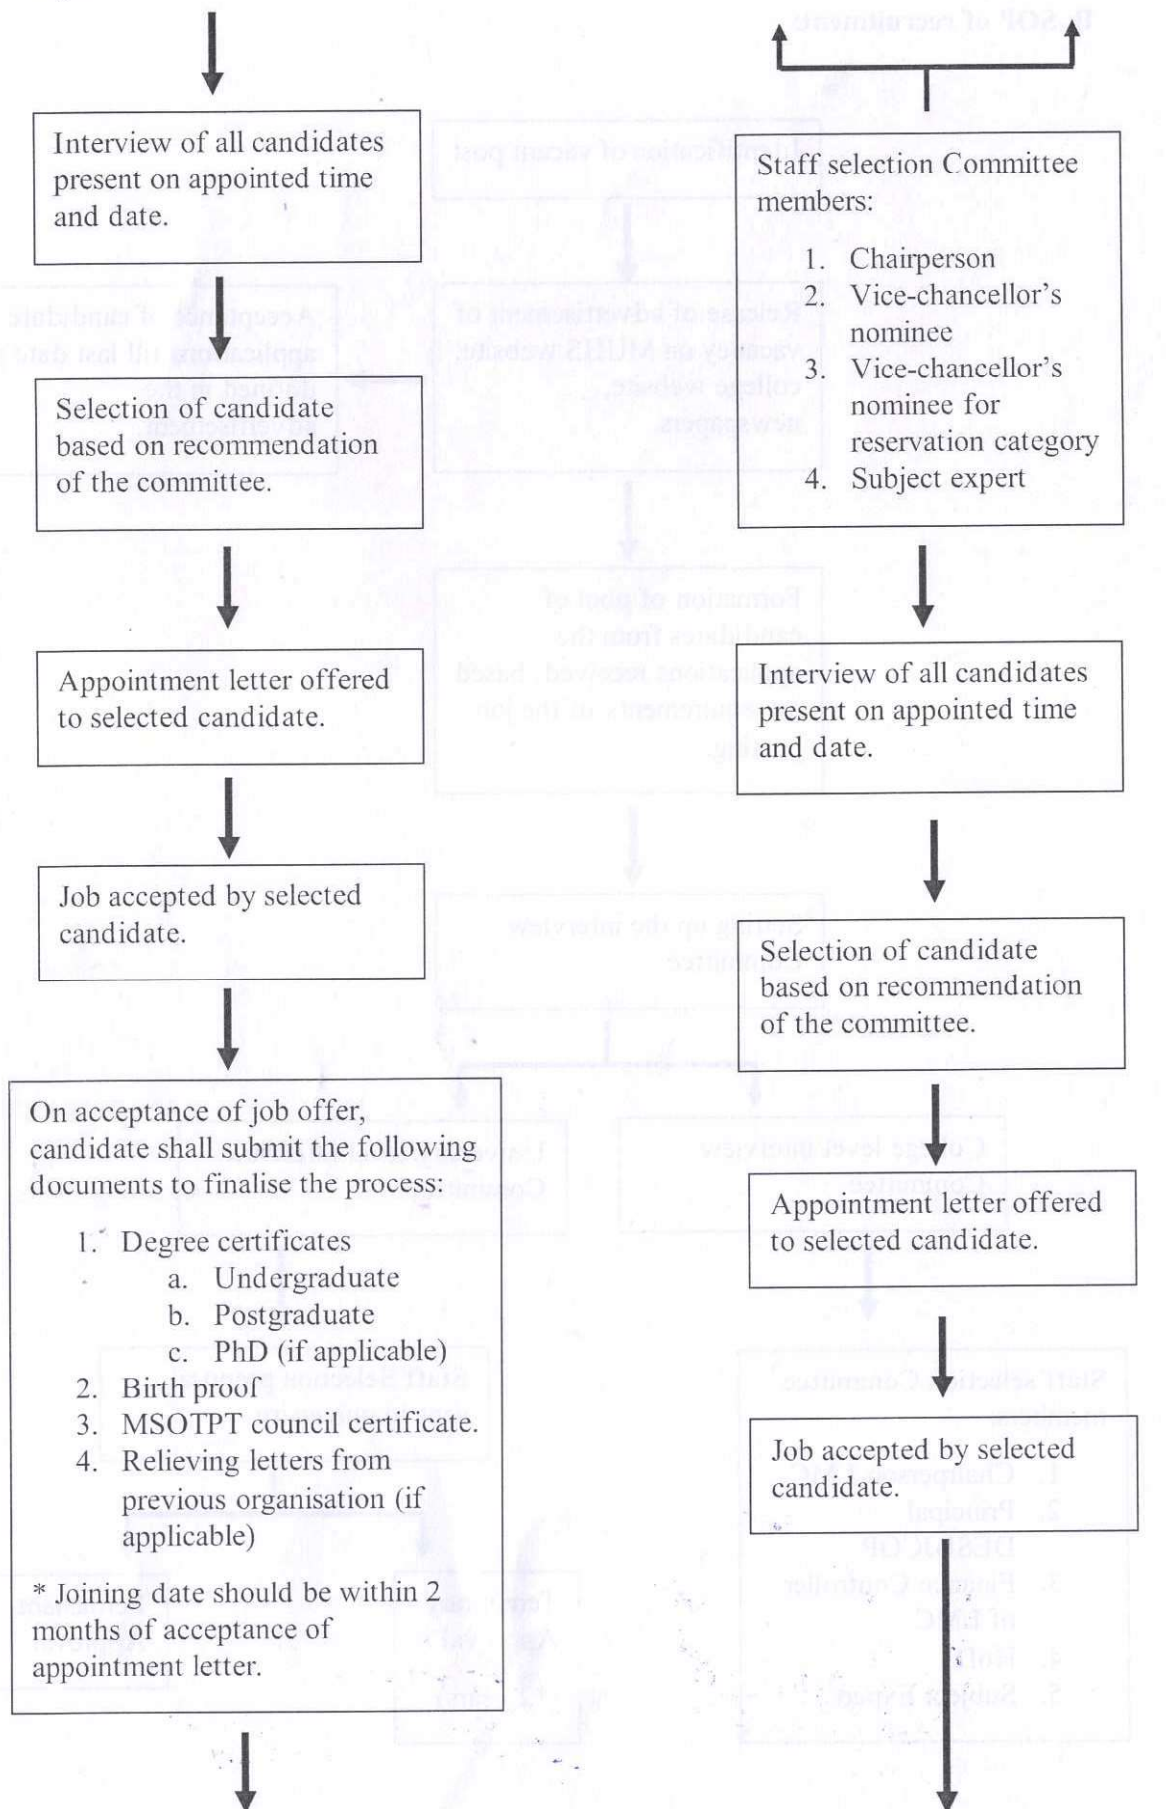 Interview of all candidates
present on appointed time
and date.
Selection of candidate
based on recommendation
of the committee.
Appointment letter offered
to selected candidate.
Job accepted by selected
candidate.
On acceptance of job offer,
candidate shall submit the following
documents to finalise the process:
1. Degree certificates
a. Undergraduate
b. Postgraduate
c. PhD (if applicable)
2. Birth proof
3. MSOTPT council certificate.
4. Relieving letters from
previous organisation (if
applicable)
* Joining date should be within 2
months of acceptance of
appointment letter.
Staff selection Committee
members:
1. Chairperson
2. Vice-chancellor's
nominee
3. Vice-chancellor's
nominee for
reservation category
4. Subject expert
Interview of all candidates
present on appointed time
and date.
Selection of candidate
based on recommendation
of the committee.
Appointment letter offered
to selected candidate.
Job accepted by selected
candidate.